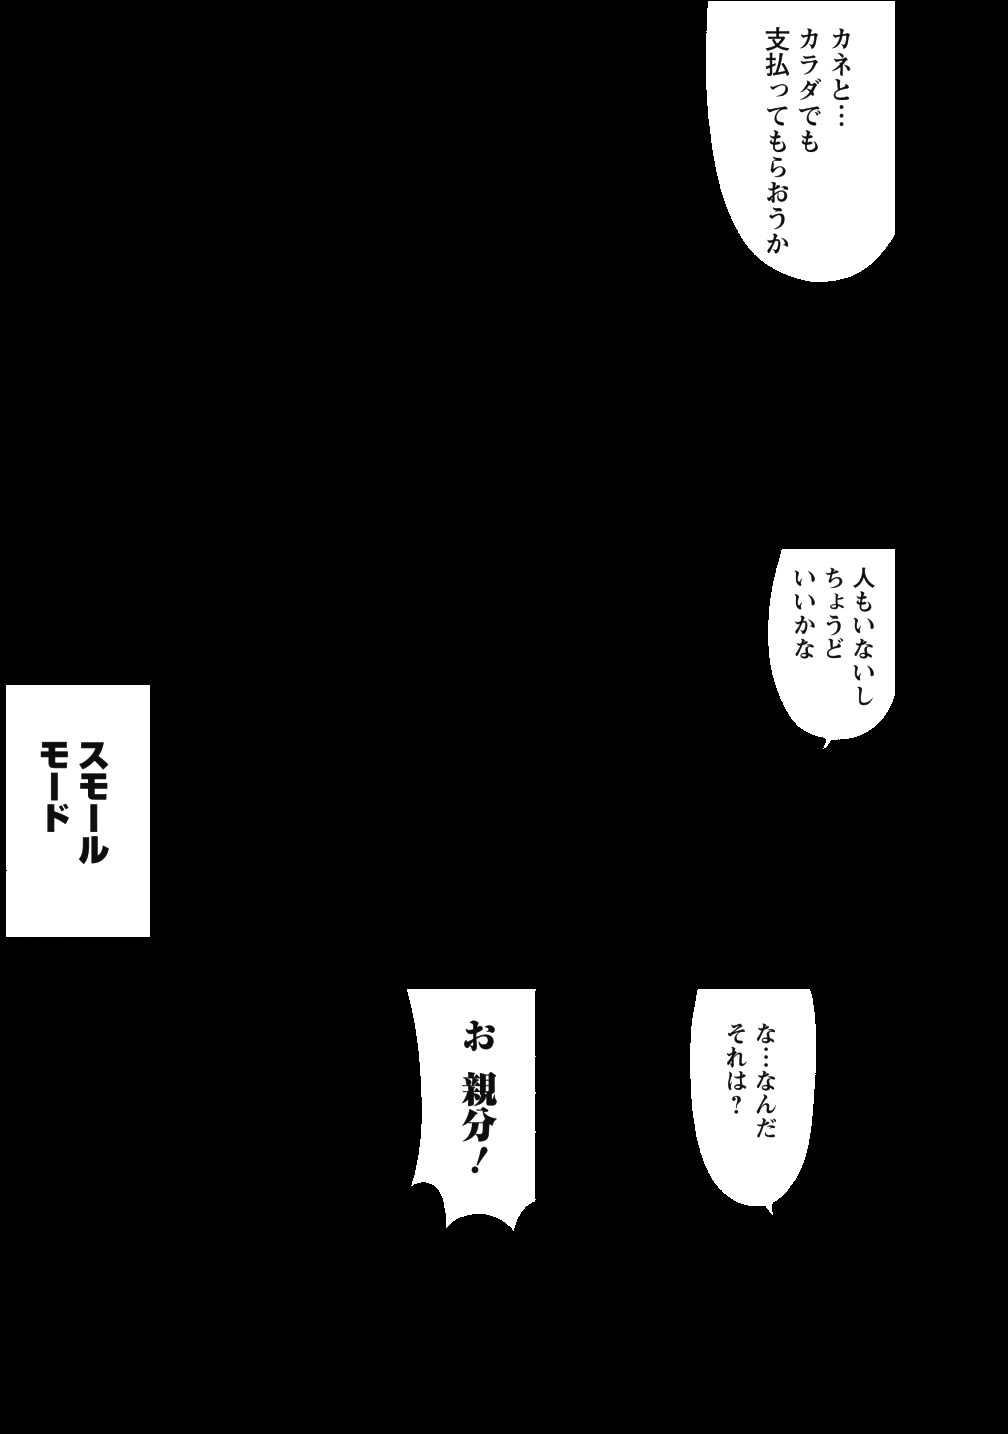 カネと…
カラダでも
支払ってもらおうか
人もいないし
ちょうど
いいかな
スモール
モード
な…なんだ
それは？
お 親分！